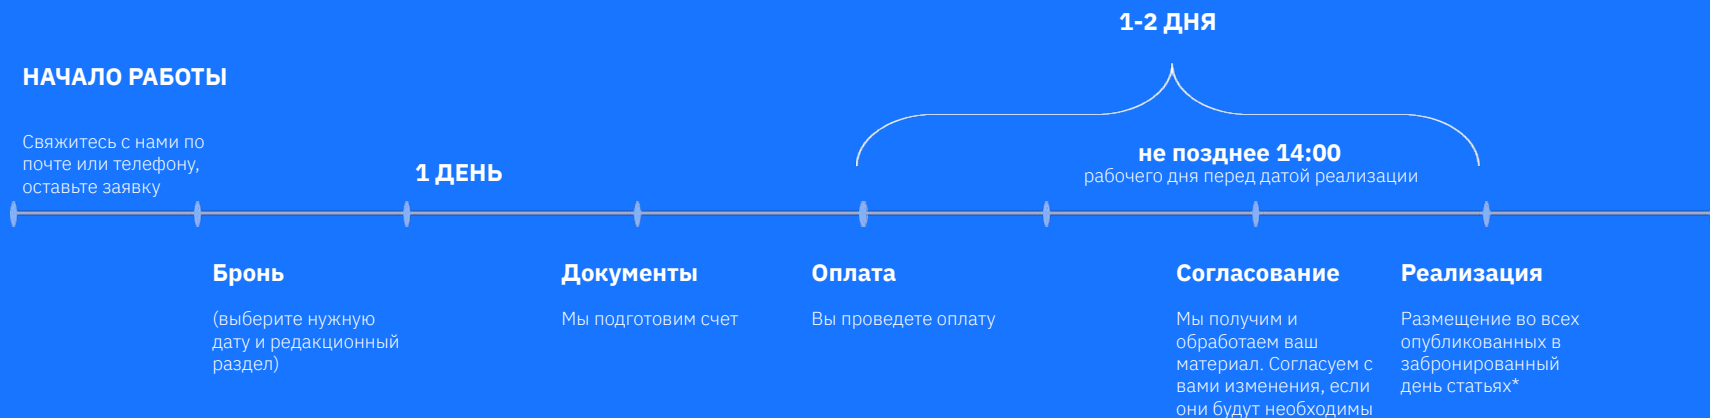 1-2 ДНЯ
НАЧАЛО РАБОТЫ
Свяжитесь с нами по
почте или телефону,
оставьте заявку
1 ДЕНЬ
не позднее 14:00
рабочего дня перед датой реализации
Бронь
(выберите нужную
дату и редакционный
раздел)
Документы
Мы подготовим счет
Оплата
Вы проведете оплату
Согласование
Мы получим и
обработаем ваш
материал. Согласуем с
вами изменения, если
они будут необходимы
Реализация
Размещение во всех
опубликованных в
забронированный
день статьях*